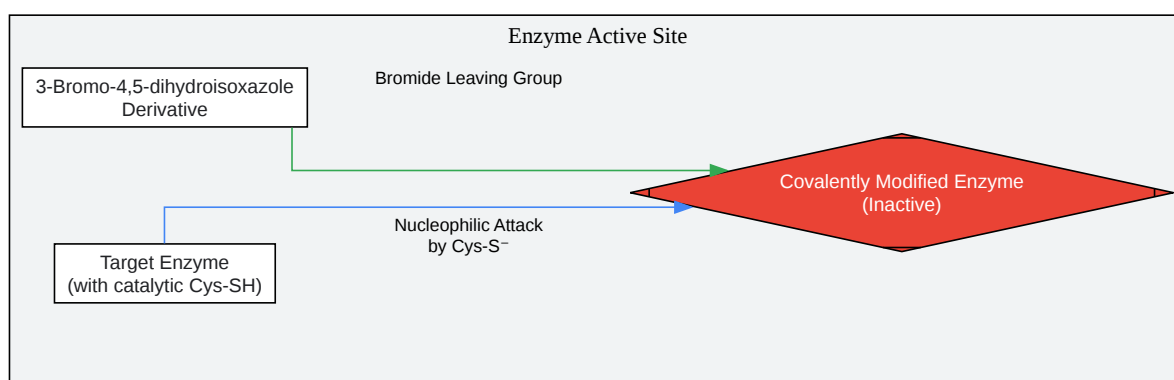 Enzyme Active Site
3-Bromo-4,5-dihydroisoxazole
Derivative
Bromide Leaving Group
Covalently Modified Enzyme
(Inactive)
Nucleophilic Attack
by Cys-S⁻
Target Enzyme
(with catalytic Cys-SH)